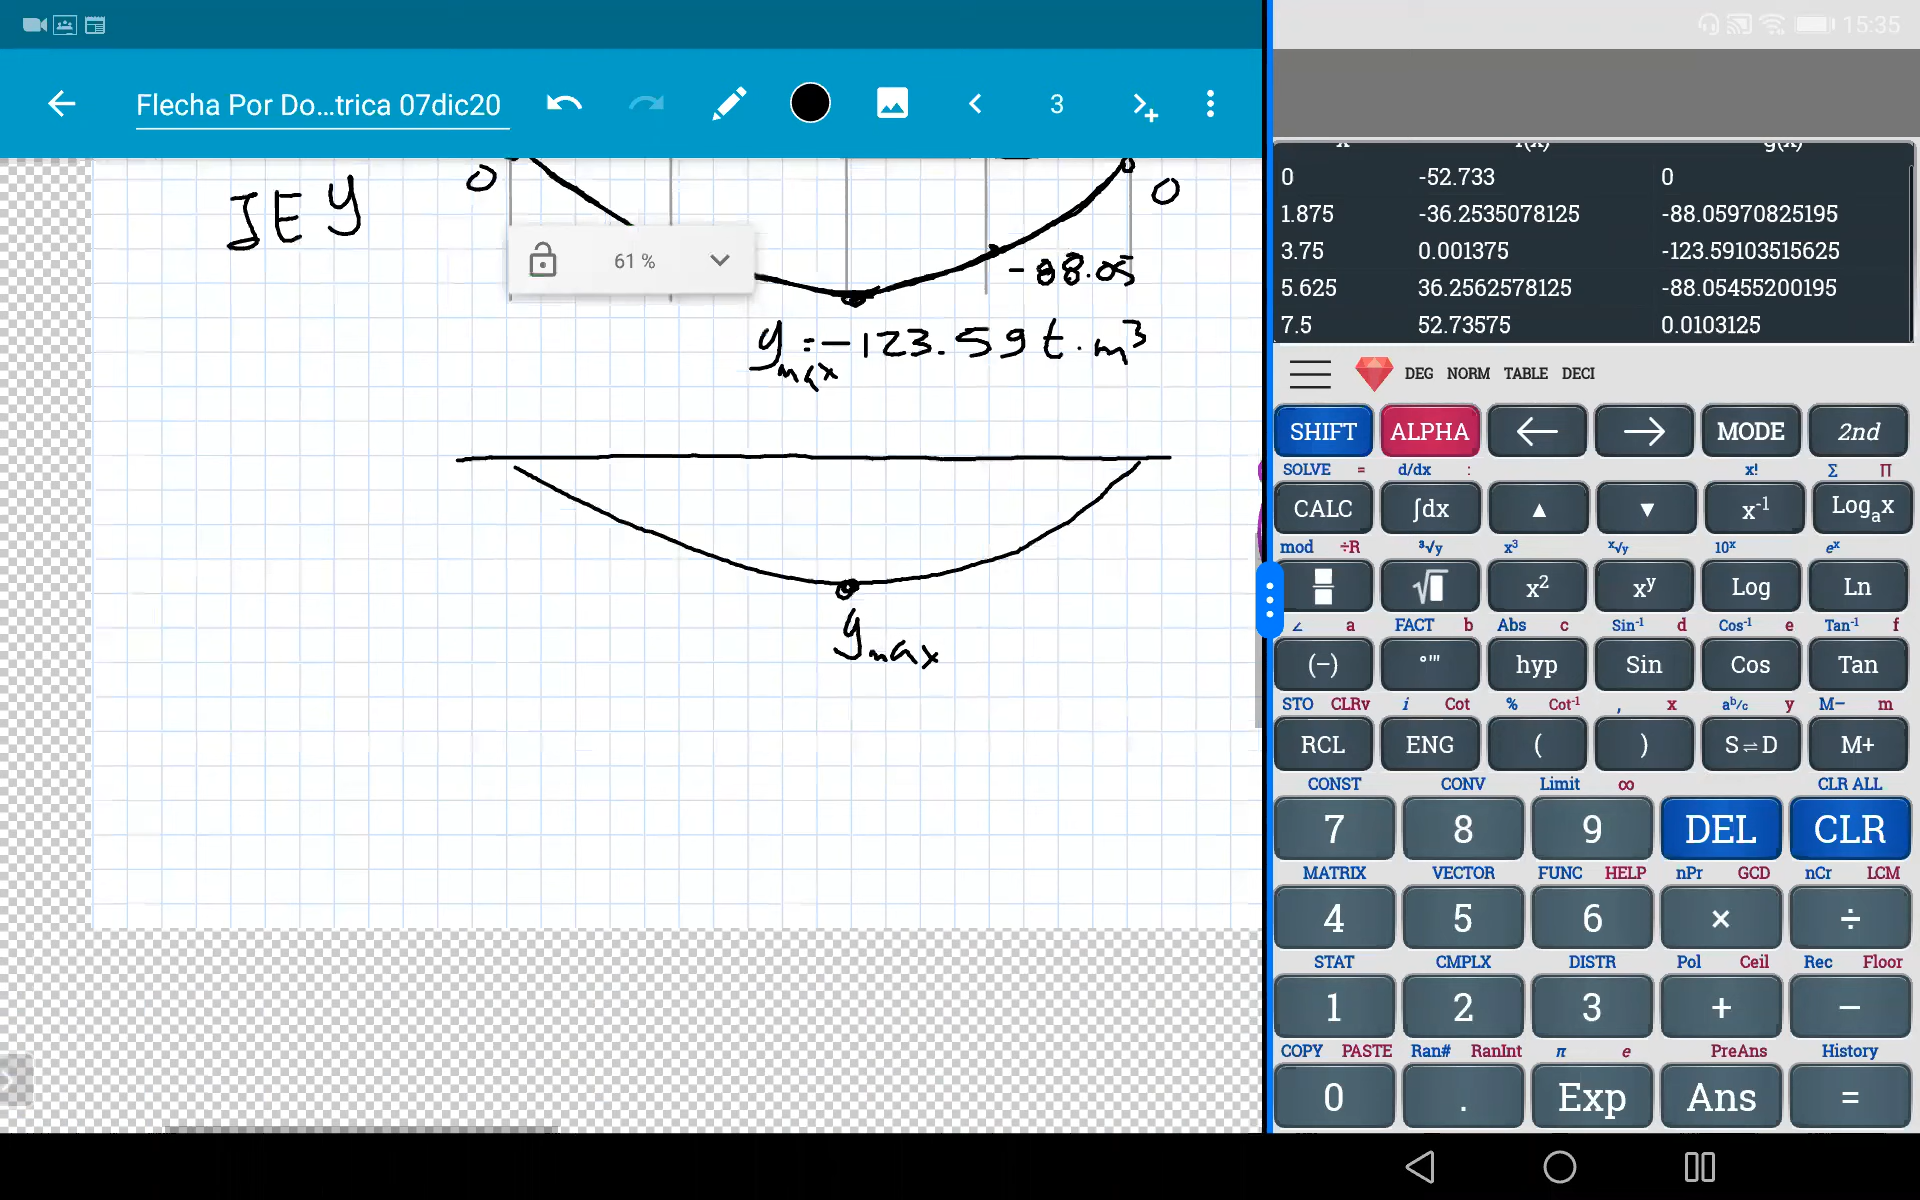 15:35
Flecha Por Do...trica 07dic20
3
JEY
0
0
61 %
-88.05
ymax = -123.59 t.m³
ymax
x f(x) g(x)
0 -52.733 0
1.875 -36.2535078125 -88.05970825195
3.75 0.001375 -123.59103515625
5.625 36.2562578125 -88.05455200195
7.5 52.73575 0.0103125
DEG NORM TABLE DECI
SHIFT ALPHA ← → MODE 2nd
SOLVE = d/dx : x! Σ Π
CALC ∫dx ▲ ▼ x⁻¹ Logₐx
mod ÷R ³√y x³ ˣ√y 10ˣ eˣ
√ x² xʸ Log Ln
∠ a FACT b Abs c Sin⁻¹ d Cos⁻¹ e Tan⁻¹ f
(−) °'" hyp Sin Cos Tan
STO CLRv i Cot % Cot⁻¹ , x aᵇ/c y M− m
RCL ENG ( ) S⇌D M+
CONST CONV Limit ∞ CLR ALL
7 8 9 DEL CLR
MATRIX VECTOR FUNC HELP nPr GCD nCr LCM
4 5 6 × ÷
STAT CMPLX DISTR Pol Ceil Rec Floor
1 2 3 + −
COPY PASTE Ran# RanInt π e PreAns History
0 . Exp Ans =